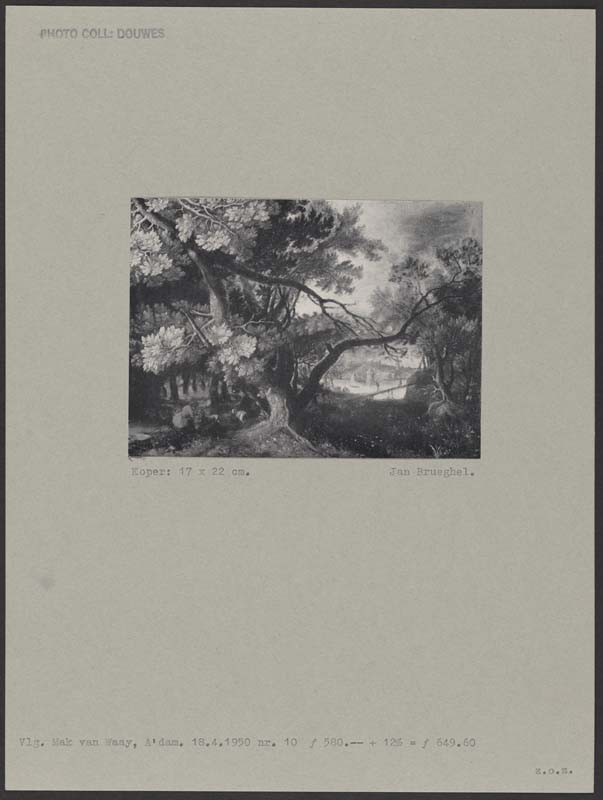 PHOTO COLL: DOUWES
Koper: 17 x 22 cm. Jan Brueghel.
Vlg. Mak van Waay, A'dam. 18.4.1950 nr. 10 ƒ 580.-- + 12% = ƒ 649.60
Z.O.Z.